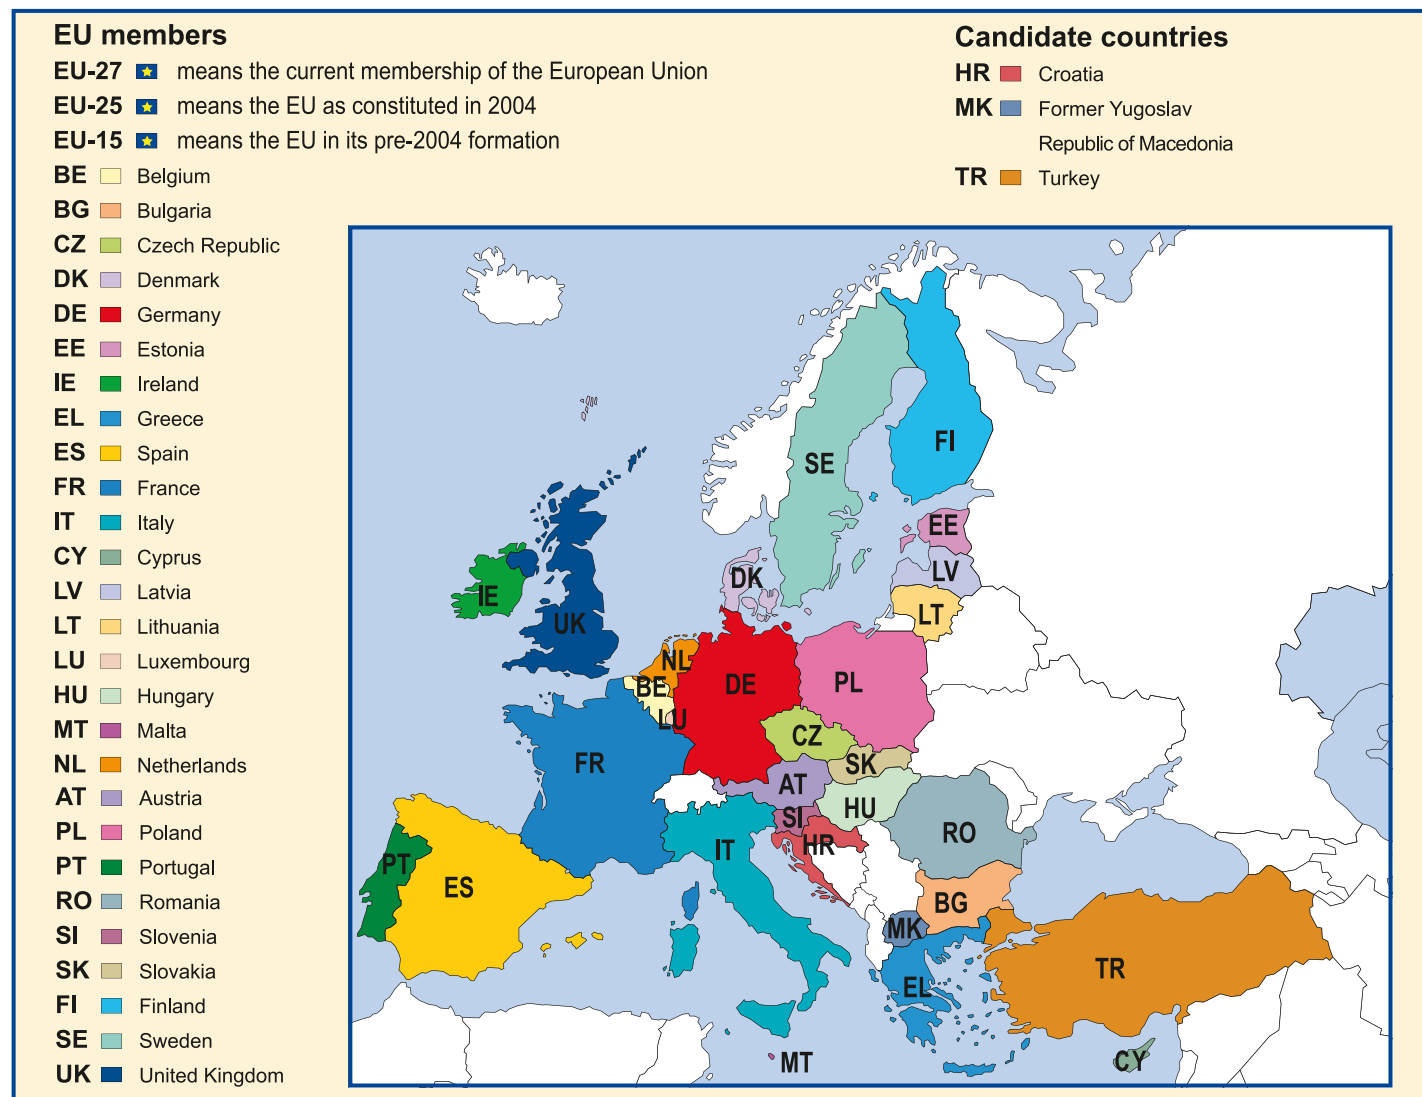 EU members
EU-27 means the current membership of the European Union
EU-25 means the EU as constituted in 2004
EU-15 means the EU in its pre-2004 formation
BE Belgium
BG Bulgaria
CZ Czech Republic
DK Denmark
DE Germany
EE Estonia
IE Ireland
EL Greece
ES Spain
FR France
IT Italy
CY Cyprus
LV Latvia
LT Lithuania
LU Luxembourg
HU Hungary
MT Malta
NL Netherlands
AT Austria
PL Poland
PT Portugal
RO Romania
SI Slovenia
SK Slovakia
FI Finland
SE Sweden
UK United Kingdom
Candidate countries
HR Croatia
MK Former Yugoslav
Republic of Macedonia
TR Turkey
FI
SE
EE
LV
DK
IE
LT
UK
NL
BE
DE
PL
LU
CZ
FR
SK
AT
HU
SI
RO
HR
IT
PT
ES
BG
MK
TR
EL
MT
CY